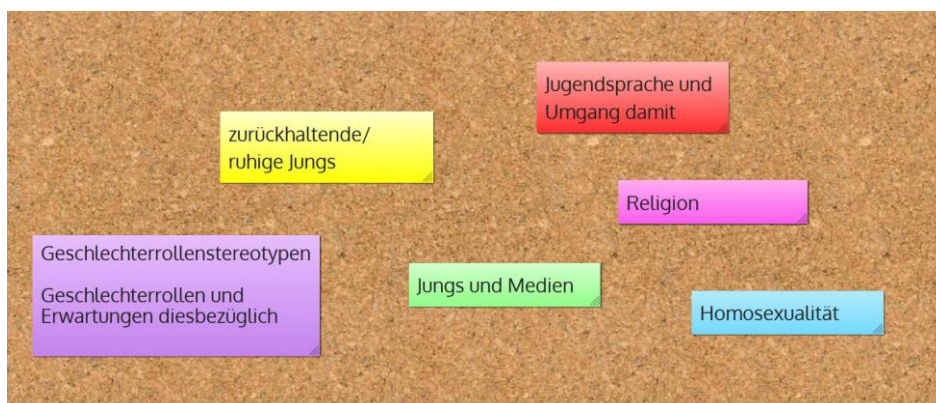 Jugendsprache und
Umgang damit
zurückhaltende/
ruhige Jungs
Religion
Geschlechterrollenstereotypen
Geschlechterrollen und
Erwartungen diesbezüglich
Jungs und Medien
Homosexualität